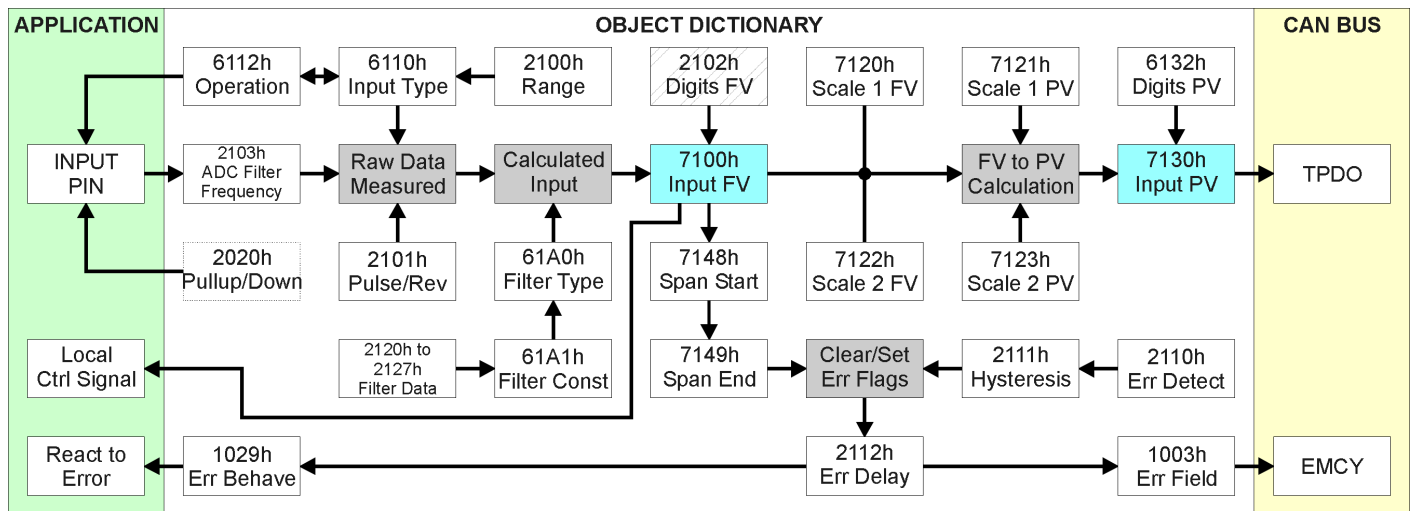 APPLICATION
OBJECT DICTIONARY
CAN BUS
6112h
Operation
6110h
Input Type
2100h
Range
2102h
Digits FV
7120h
Scale 1 FV
7121h
Scale 1 PV
6132h
Digits PV
INPUT
PIN
2103h
ADC Filter
Frequency
Raw Data
Measured
Calculated
Input
7100h
Input FV
FV to PV
Calculation
7130h
Input PV
TPDO
2020h
Pullup/Down
2101h
Pulse/Rev
61A0h
Filter Type
7148h
Span Start
7122h
Scale 2 FV
7123h
Scale 2 PV
Local
Ctrl Signal
2120h to
2127h
Filter Data
61A1h
Filter Const
7149h
Span End
Clear/Set
Err Flags
2111h
Hysteresis
2110h
Err Detect
React to
Error
1029h
Err Behave
2112h
Err Delay
1003h
Err Field
EMCY